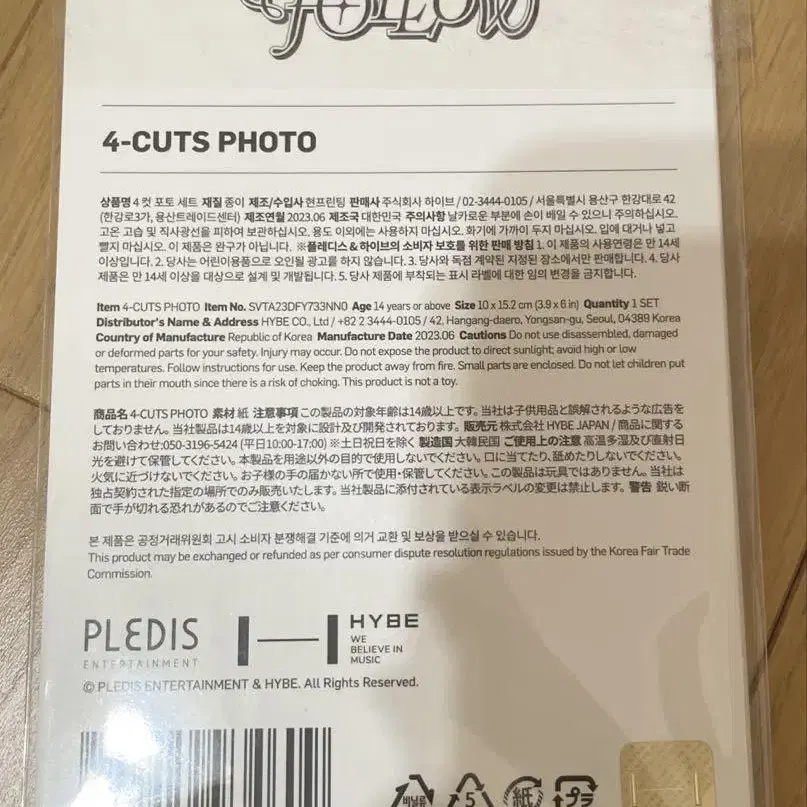 FOLLOW
4-CUTS PHOTO
상품명 4 컷 포토 세트 재질 종이 제조/수입사 현프린팅 판매사 주식회사 하이브 / 02-3444-0105 / 서울특별시 용산구 한강대로 42
(한강로3가, 용산트레이드센터) 제조연월 2023.06 제조국 대한민국 주의사항 날카로운 부분에 손이 베일 수 있으니 주의하십시오.
고온 고습 및 직사광선을 피하여 보관하십시오. 용도 이외에는 사용하지 마십시오. 화기에 가까이 두지 마십시오. 입에 대거나 넣고
빨지 마십시오. 이 제품은 완구가 아닙니다. ※플레디스 & 하이브의 소비자 보호를 위한 판매 방침 1. 이 제품의 사용연령은 만 14세
이상입니다. 2. 당사는 어린이용품으로 오인될 광고를 하지 않습니다. 3. 당사와 독점 계약된 지정된 장소에서만 판매합니다. 4. 당사
제품은 만 14세 이상을 대상으로 설계 및 개발됩니다. 5. 당사 제품에 부착되는 표시 라벨에 대한 임의 변경을 금지합니다.
Item 4-CUTS PHOTO Item No. SVTA23DFY733NN0 Age 14 years or above Size 10 x 15.2 cm (3.9 x 6 in) Quantity 1 SET
Distributor's Name & Address HYBE CO., Ltd / +82 2 3444-0105 / 42, Hangang-daero, Yongsan-gu, Seoul, 04389 Korea
Country of Manufacture Republic of Korea Manufacture Date 2023.06 Cautions Do not use disassembled, damaged
or deformed parts for your safety. Injury may occur. Do not expose the product to direct sunlight; avoid high or low
temperatures. Follow instructions for use. Keep the product away from fire. Small parts are enclosed. Do not let children put
parts in their mouth since there is a risk of choking. This product is not a toy.
商品名 4-CUTS PHOTO 素材 紙 注意事項 この製品の対象年齢は14歳以上です。当社は子供用品と誤解されるような広告を
しておりません。当社製品は14歳以上を対象に設計及び開発されております。販売元 株式会社 HYBE JAPAN / 商品に関する
お問い合わせ:050-3196-5424 (平日10:00-17:00) ※土日祝日を除く 製造国 大韓民国 ご使用上の注意 高温多湿及び直射日
光を避けて保管してください。本製品を用途以外の目的で使用しないでください。口に当てたり、舐めたりしないでください。
火気に近づけないでください。お子様の手の届かない所で使用・保管してください。この製品は玩具ではありません。当社は
独占契約された指定の場所でのみ販売いたします。当社製品に添付されている表示ラベルの変更は禁止します。警告 鋭い断
面で手が切れる恐れがあるのでご注意ください。
본 제품은 공정거래위원회 고시 소비자 분쟁해결 기준에 의거 교환 및 보상을 받으실 수 있습니다.
This product may be exchanged or refunded as per consumer dispute resolution regulations issued by the Korea Fair Trade
Commission.
PLEDIS
ENTERTAINMENT
HYBE
WE
BELIEVE IN
MUSIC
© PLEDIS ENTERTAINMENT & HYBE. All Rights Reserved.
비닐류
5
紙
プラ